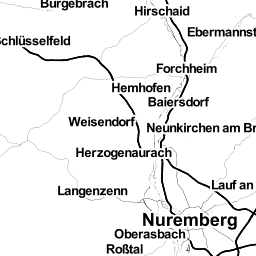 Burgebrach
Hirschaid
Ebermannst
Schlüsselfeld
Forchheim
Hemhofen
Baiersdorf
Weisendorf
Neunkirchen am Br
Herzogenaurach
Langenzenn
Lauf an
Nuremberg
Oberasbach
Roßtal